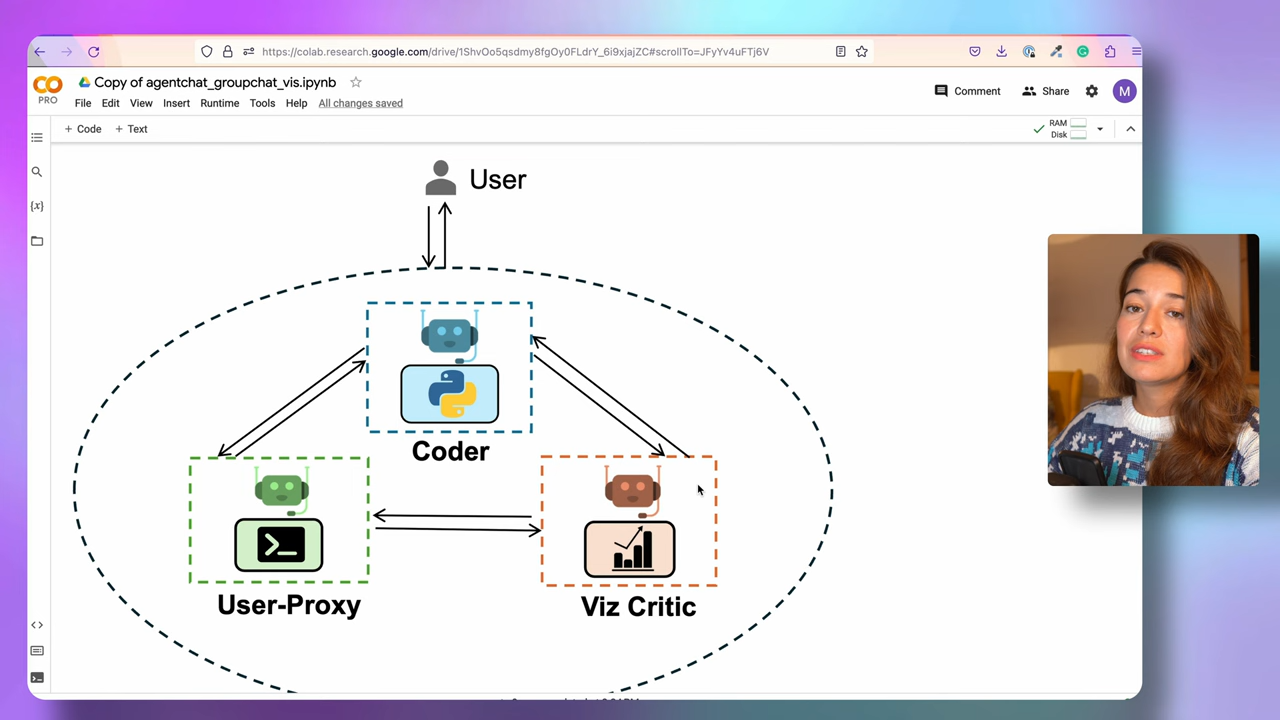 https://colab.research.google.com/drive/1ShvOo5qsdmy8fgOy0FLdrY_6i9xjajZC#scrollTo=JFyYv4uFTj6V
CO
PRO
Copy of agentchat_groupchat_vis.ipynb
File Edit View Insert Runtime Tools Help All changes saved
Comment Share M
+ Code + Text
RAM
Disk
{x}
User
Coder
>_
User-Proxy
Viz Critic